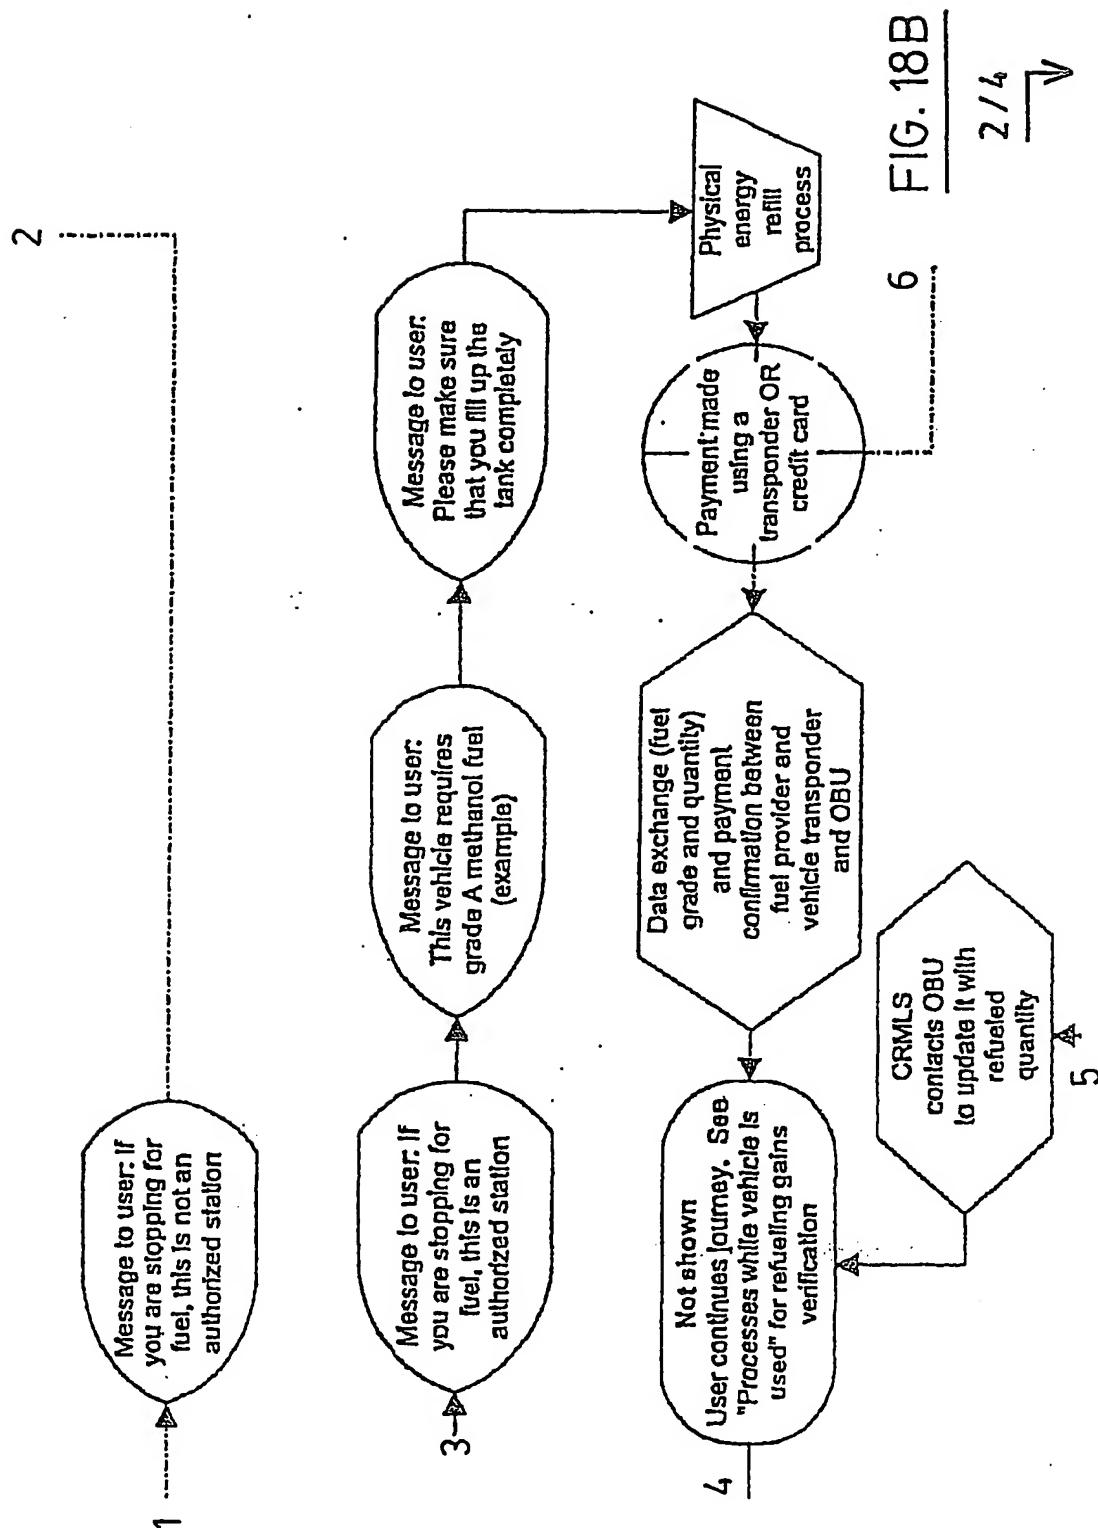 1
Message to user: If
you are stopping for
fuel, this is not an
authorized station
2
3
Message to user: If
you are stopping for
fuel, this is an
authorized station
Message to user:
This vehicle requires
grade A methanol fuel
(example)
Message to user:
Please make sure
that you fill up the
tank completely
4
Not shown
User continues journey. See
"Processes while vehicle is
used" for refueling gains
verification
Data exchange (fuel
grade and quantity)
and payment
confirmation between
fuel provider and
vehicle transponder
and OBU
Payment made
using a
transponder OR
credit card
Physical
energy
refill
process
5
CRMLS
contacts OBU
to update it with
refueled
quantity
6
FIG. 18B
2/4